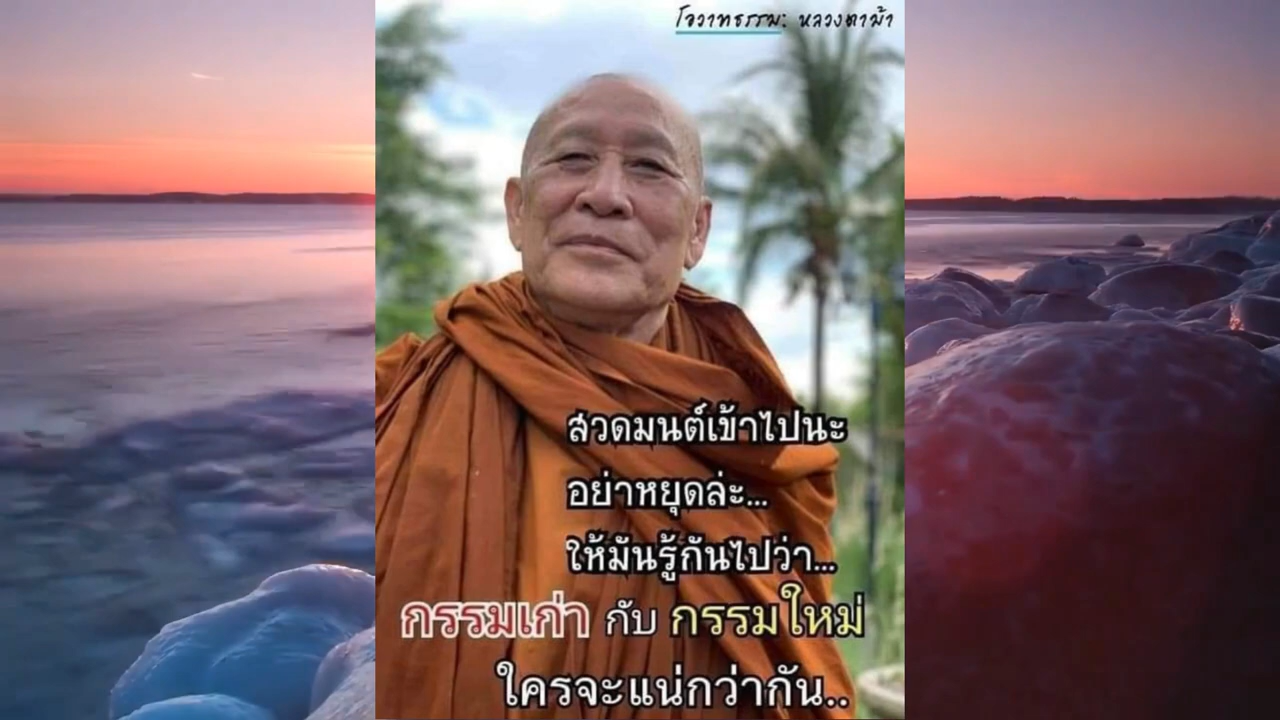 โอวาทธรรม: หลวงตาม้า
สวดมนต์เข้าไปนะ
อย่าหยุดล่ะ...
ให้มันรู้กันไปว่า...
กรรมเก่า กับ กรรมใหม่
ใครจะแน่กว่ากัน..